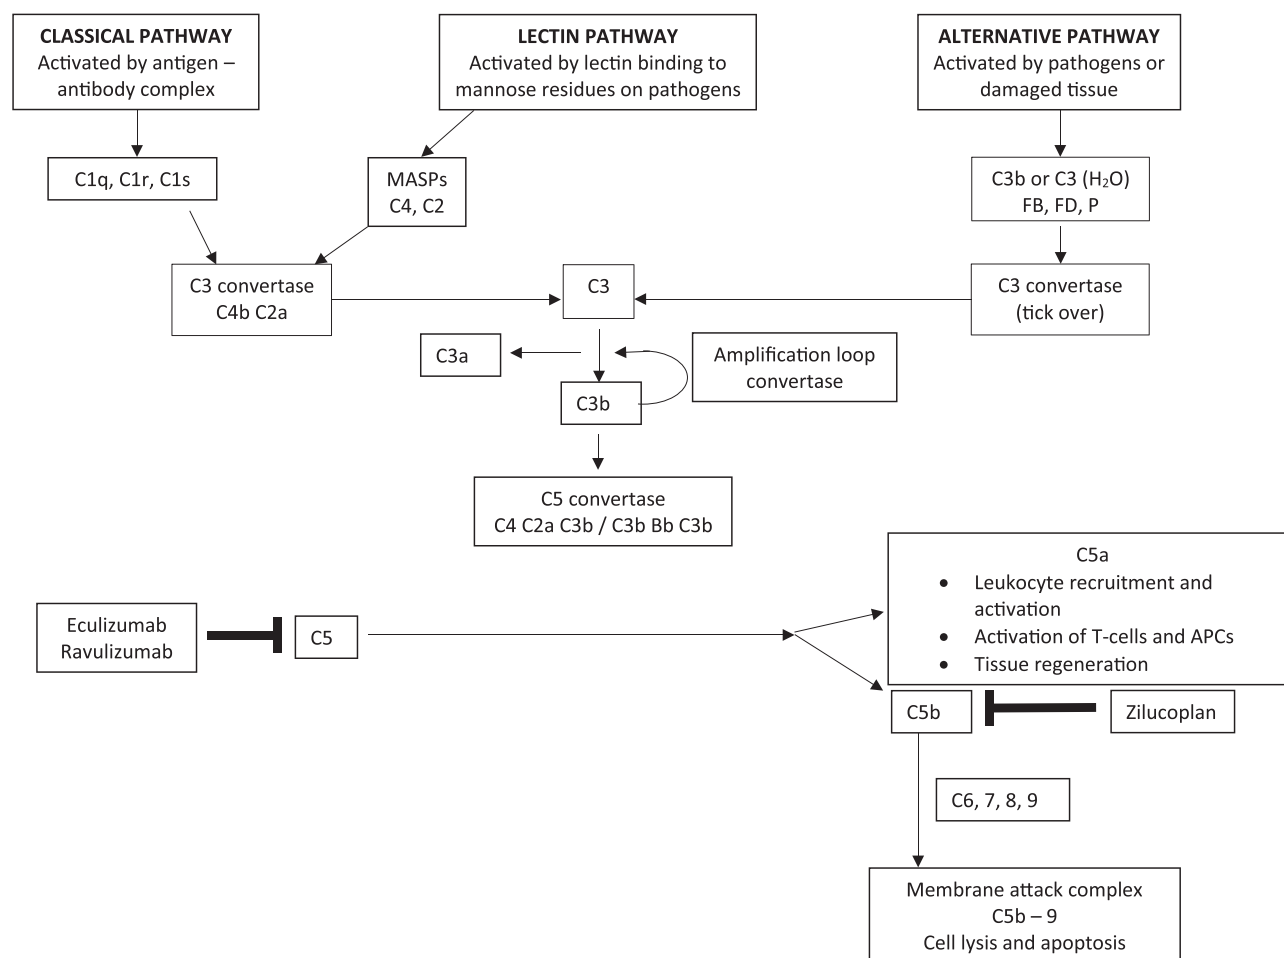 CLASSICAL PATHWAY
Activated by antigen –
antibody complex
LECTIN PATHWAY
Activated by lectin binding to
mannose residues on pathogens
ALTERNATIVE PATHWAY
Activated by pathogens or
damaged tissue
C1q, C1r, C1s
MASPs
C4, C2
C3b or C3 (H₂O)
FB, FD, P
C3 convertase
C4b C2a
C3
C3 convertase
(tick over)
C3a
Amplification loop
convertase
C3b
C5 convertase
C4 C2a C3b / C3b Bb C3b
Eculizumab
Ravulizumab
C5
C5a
• Leukocyte recruitment and
activation
• Activation of T-cells and APCs
• Tissue regeneration
C5b
Zilucoplan
C6, 7, 8, 9
Membrane attack complex
C5b – 9
Cell lysis and apoptosis